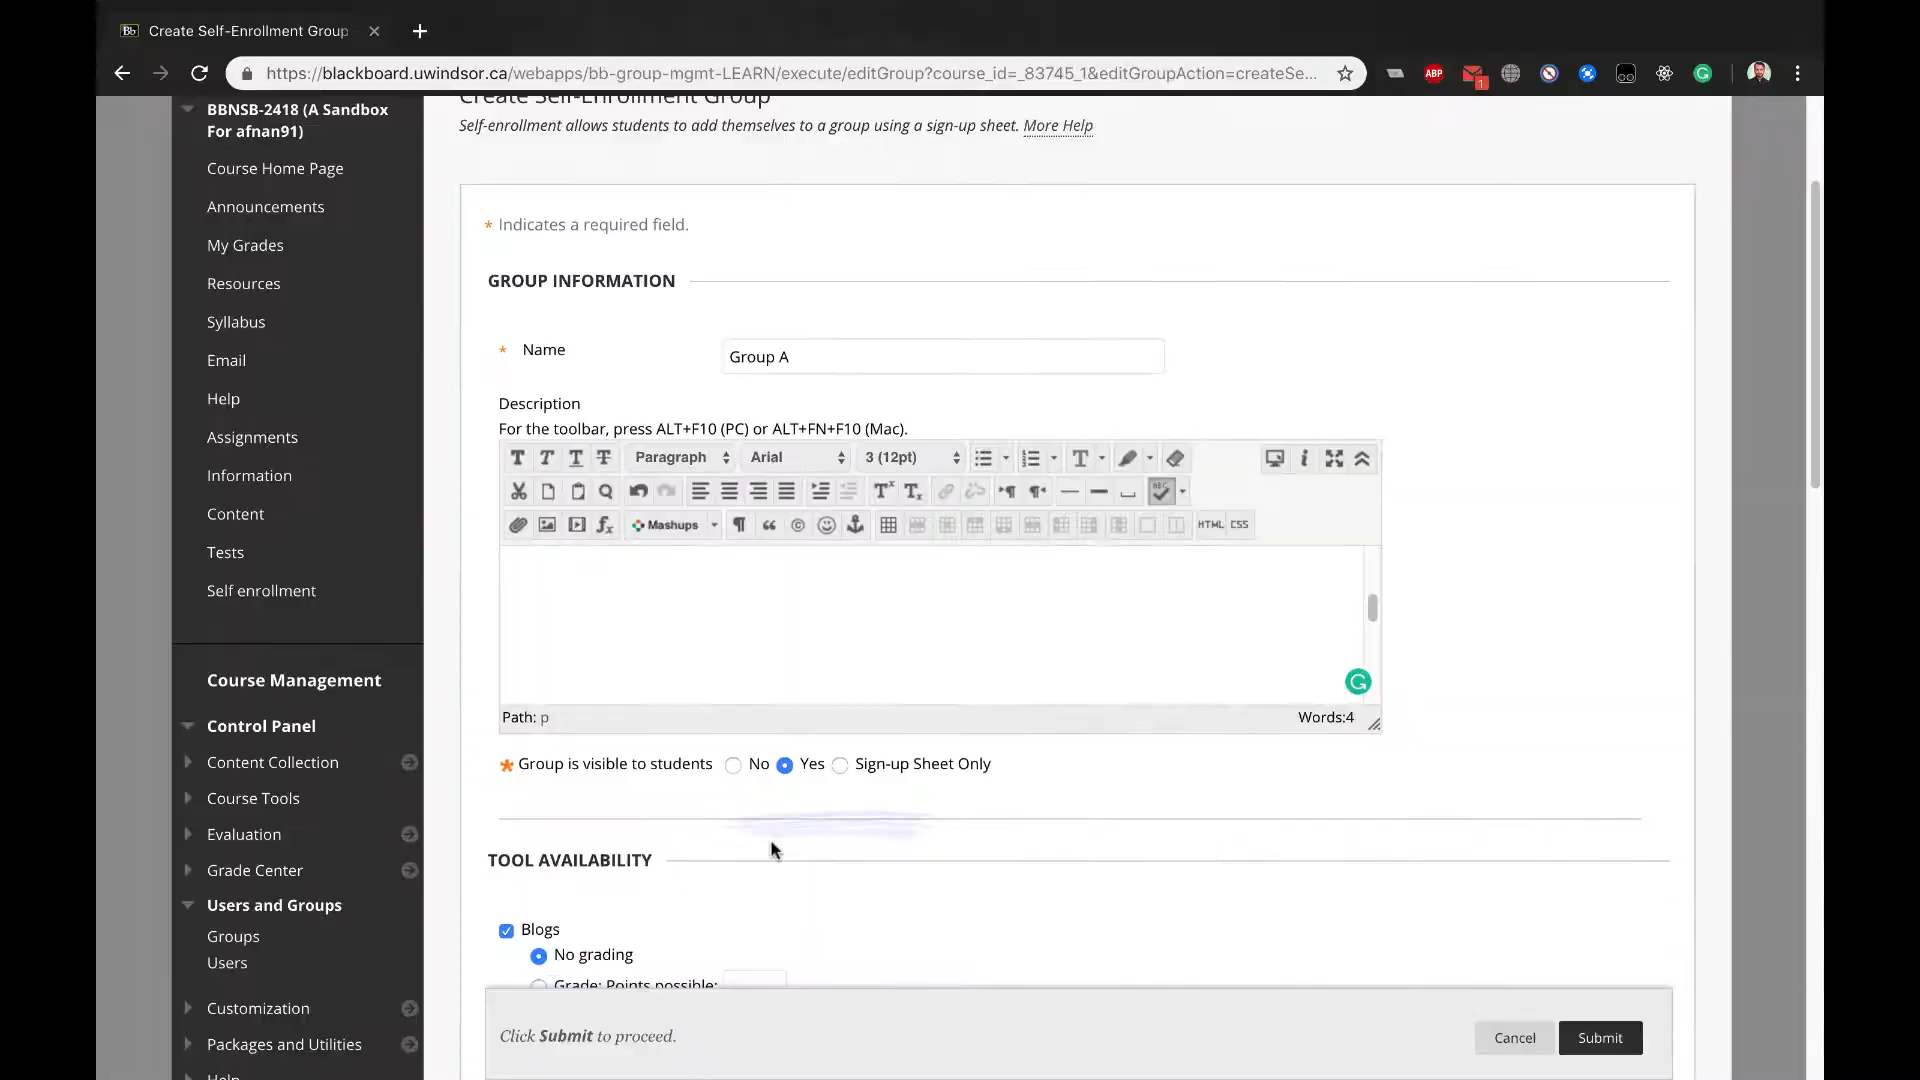 Create Self-Enrollment Group
https://blackboard.uwindsor.ca/webapps/bb-group-mgmt-LEARN/execute/editGroup?course_id=_83745_1&editGroupAction=createSe...
ABP
1
BBNSB-2418 (A Sandbox
For afnan91)
Course Home Page
Announcements
My Grades
Resources
Syllabus
Email
Help
Assignments
Information
Content
Tests
Self enrollment
Course Management
Control Panel
Content Collection
Course Tools
Evaluation
Grade Center
Users and Groups
Groups
Users
Customization
Packages and Utilities
Help
Create Self-Enrollment Group
Self-enrollment allows students to add themselves to a group using a sign-up sheet. More Help
* Indicates a required field.
GROUP INFORMATION
* Name
Group A
Description
For the toolbar, press ALT+F10 (PC) or ALT+FN+F10 (Mac).
T T T T Paragraph Arial 3 (12pt)
Mashups HTML CSS
Path: p Words:4
* Group is visible to students No Yes Sign-up Sheet Only
TOOL AVAILABILITY
Blogs
No grading
Grade: Points possible:
Click Submit to proceed.
Cancel Submit